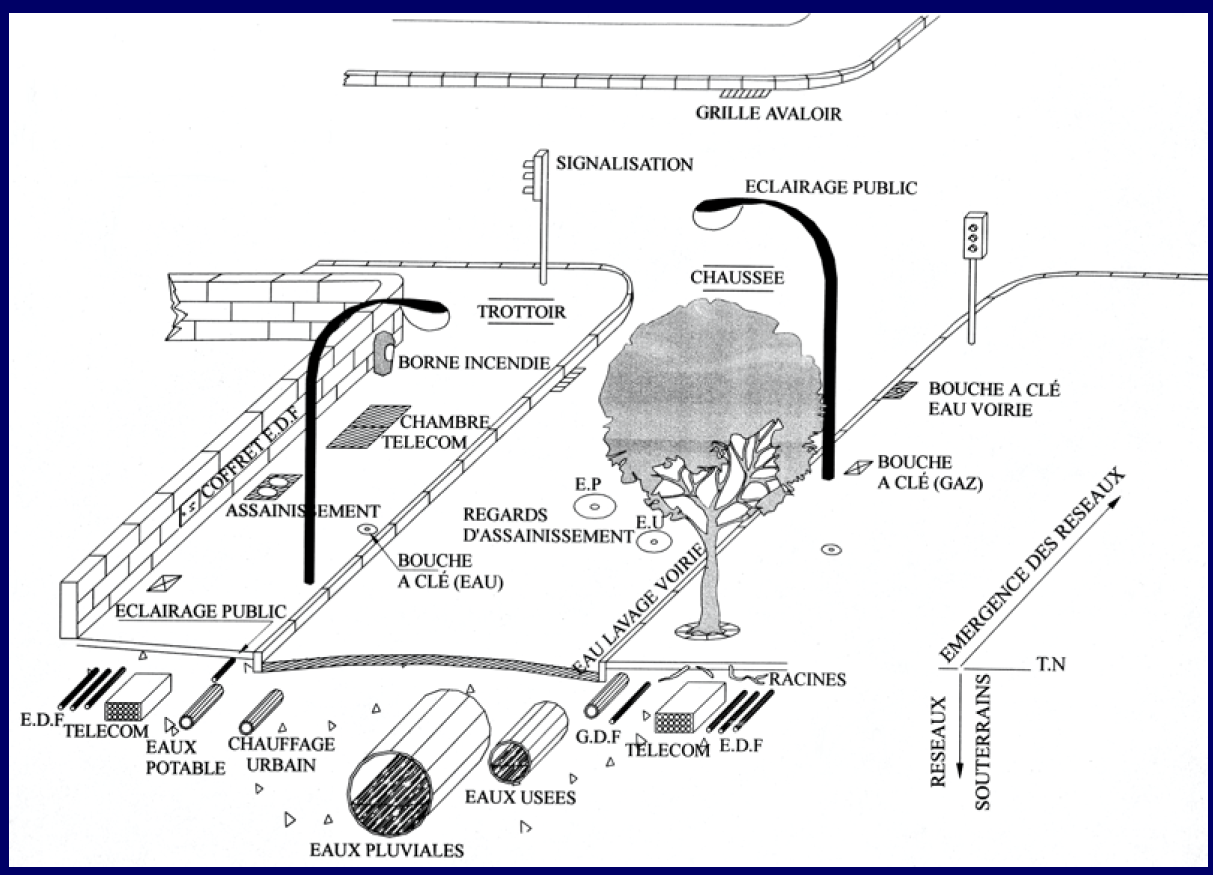 GRILLE AVALOIR
SIGNALISATION
ECLAIRAGE PUBLIC
CHAUSSEE
TROTTOIR
BORNE INCENDIE
BOUCHE A CLÉ
EAU VOIRIE
CHAMBRE
TELECOM
COFFRET E.D.F
BOUCHE
A CLÉ (GAZ)
ASSAINISSEMENT
E.P
REGARDS
D'ASSAINISSEMENT
E.U
BOUCHE
A CLÉ (EAU)
ECLAIRAGE PUBLIC
EAU LAVAGE VOIRIE
EMERGENCE DES RESEAUX
T.N
RESEAUX
SOUTERRAINS
RACINES
E.D.F
TELECOM
EAUX
POTABLE
CHAUFFAGE
URBAIN
G.D.F
TELECOM
E.D.F
EAUX USEES
EAUX PLUVIALES